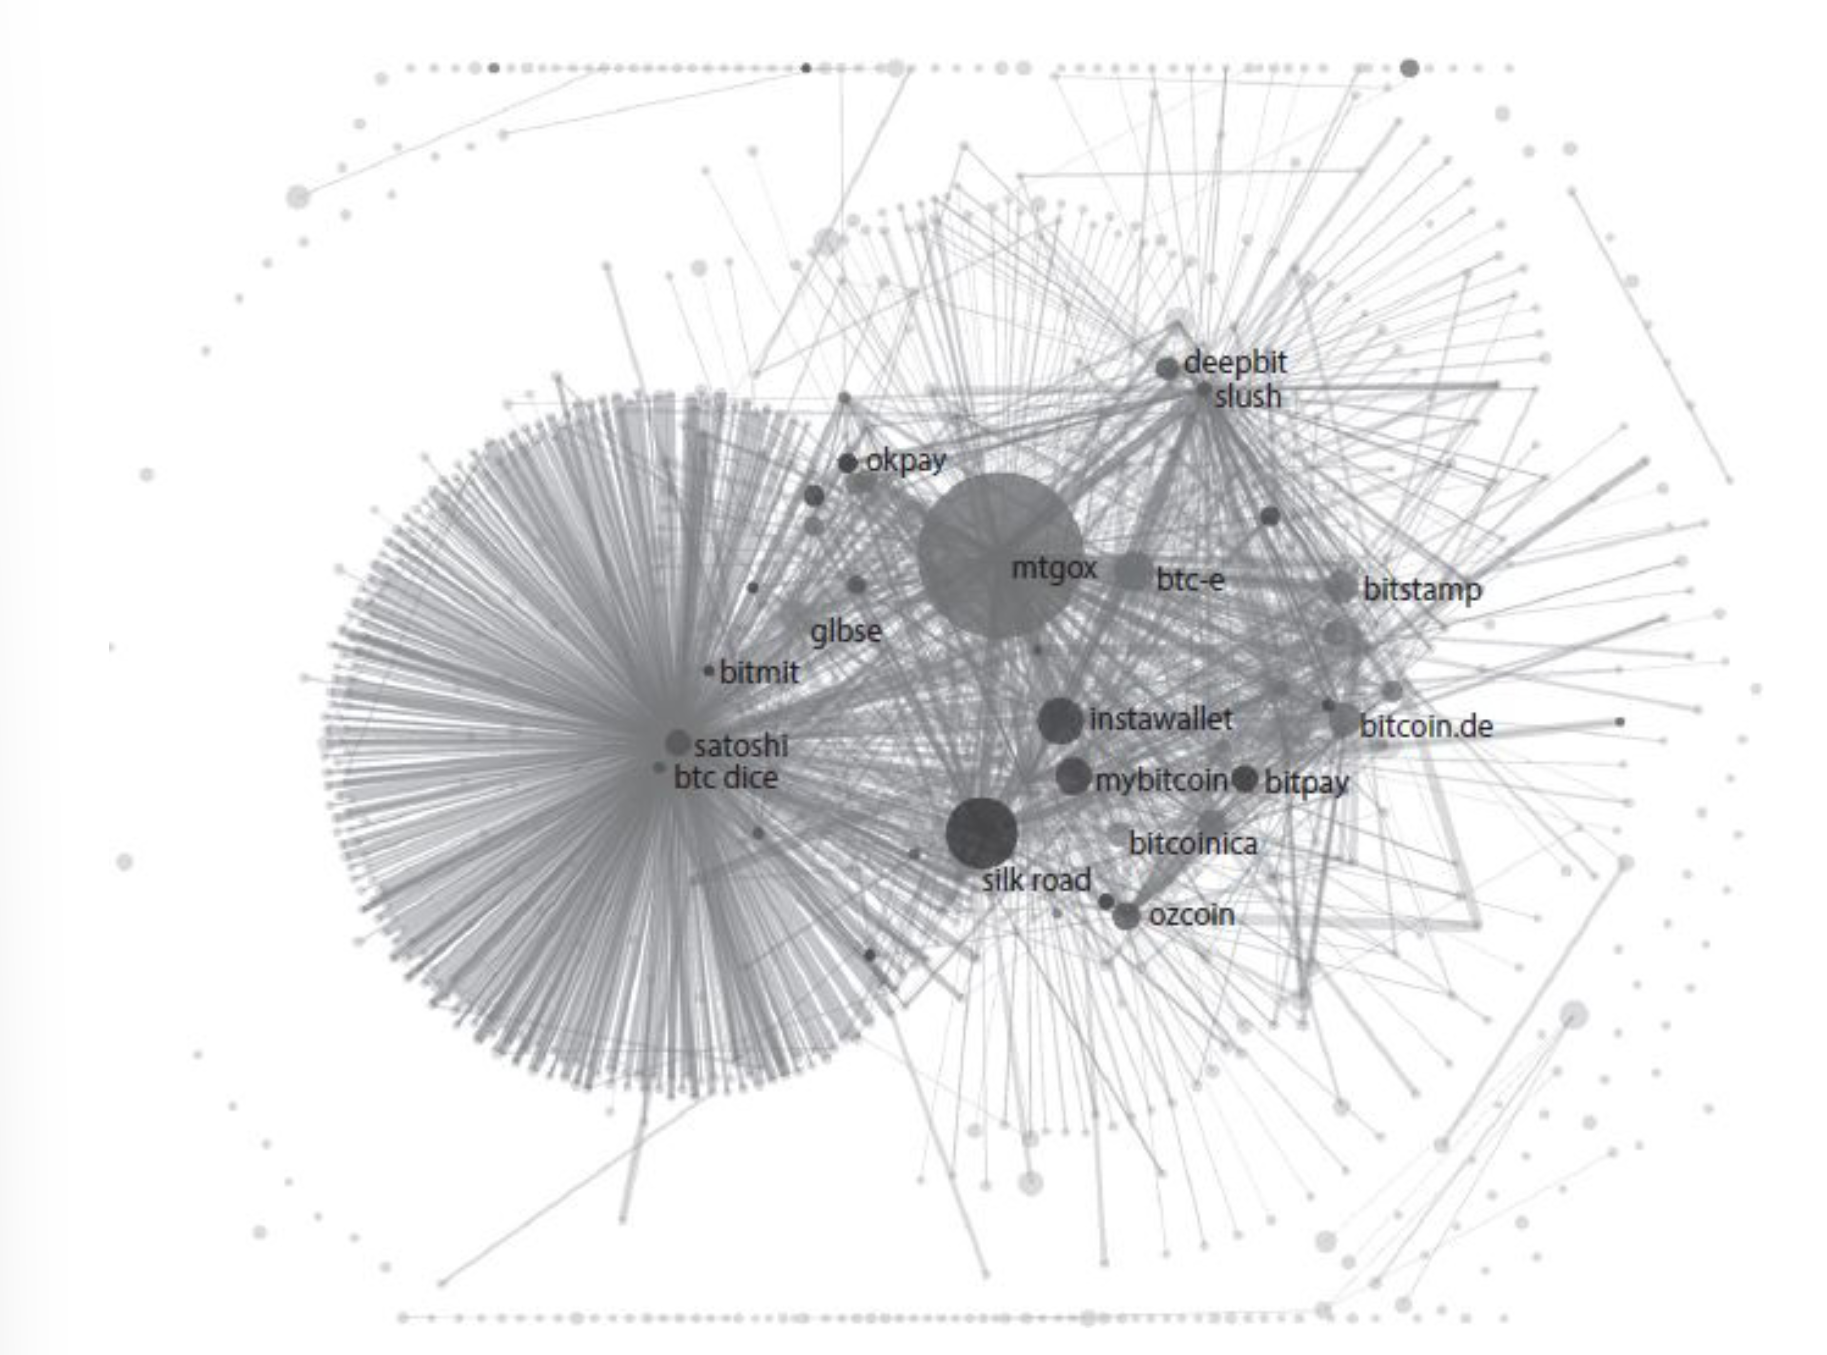 deepbit
slush
okpay
mtgox
btc-e
bitstamp
glbse
bitmit
instawallet
bitcoin.de
satoshi
btc dice
mybitcoin
bitpay
bitcoinica
silk road
ozcoin